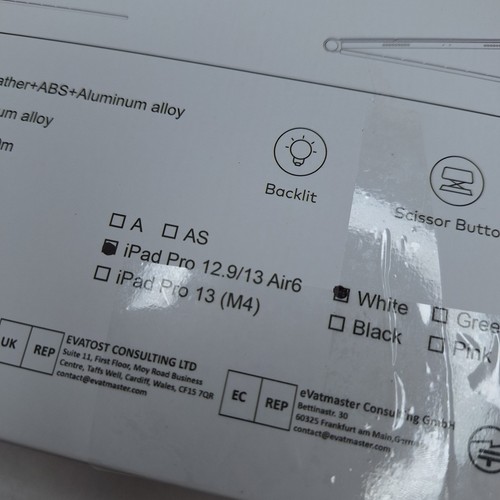 ather+ABS+Aluminum alloy
um alloy
m
Backlit
Scissor Butto
A AS
iPad Pro 12.9/13 Air6
iPad Pro 13 (M4)
White Gree
Black Pink
UK REP
EVATOST CONSULTING LTD
Suite 11, First Floor, Moy Road Business
Centre, Taffs Well, Cardiff, Wales, CF15 7QR
contact@evatmaster.com
EC REP
eVatmaster Consulting GmbH
Bettinastr. 30
60325 Frankfurt am Main,
contact@evatmaster.com